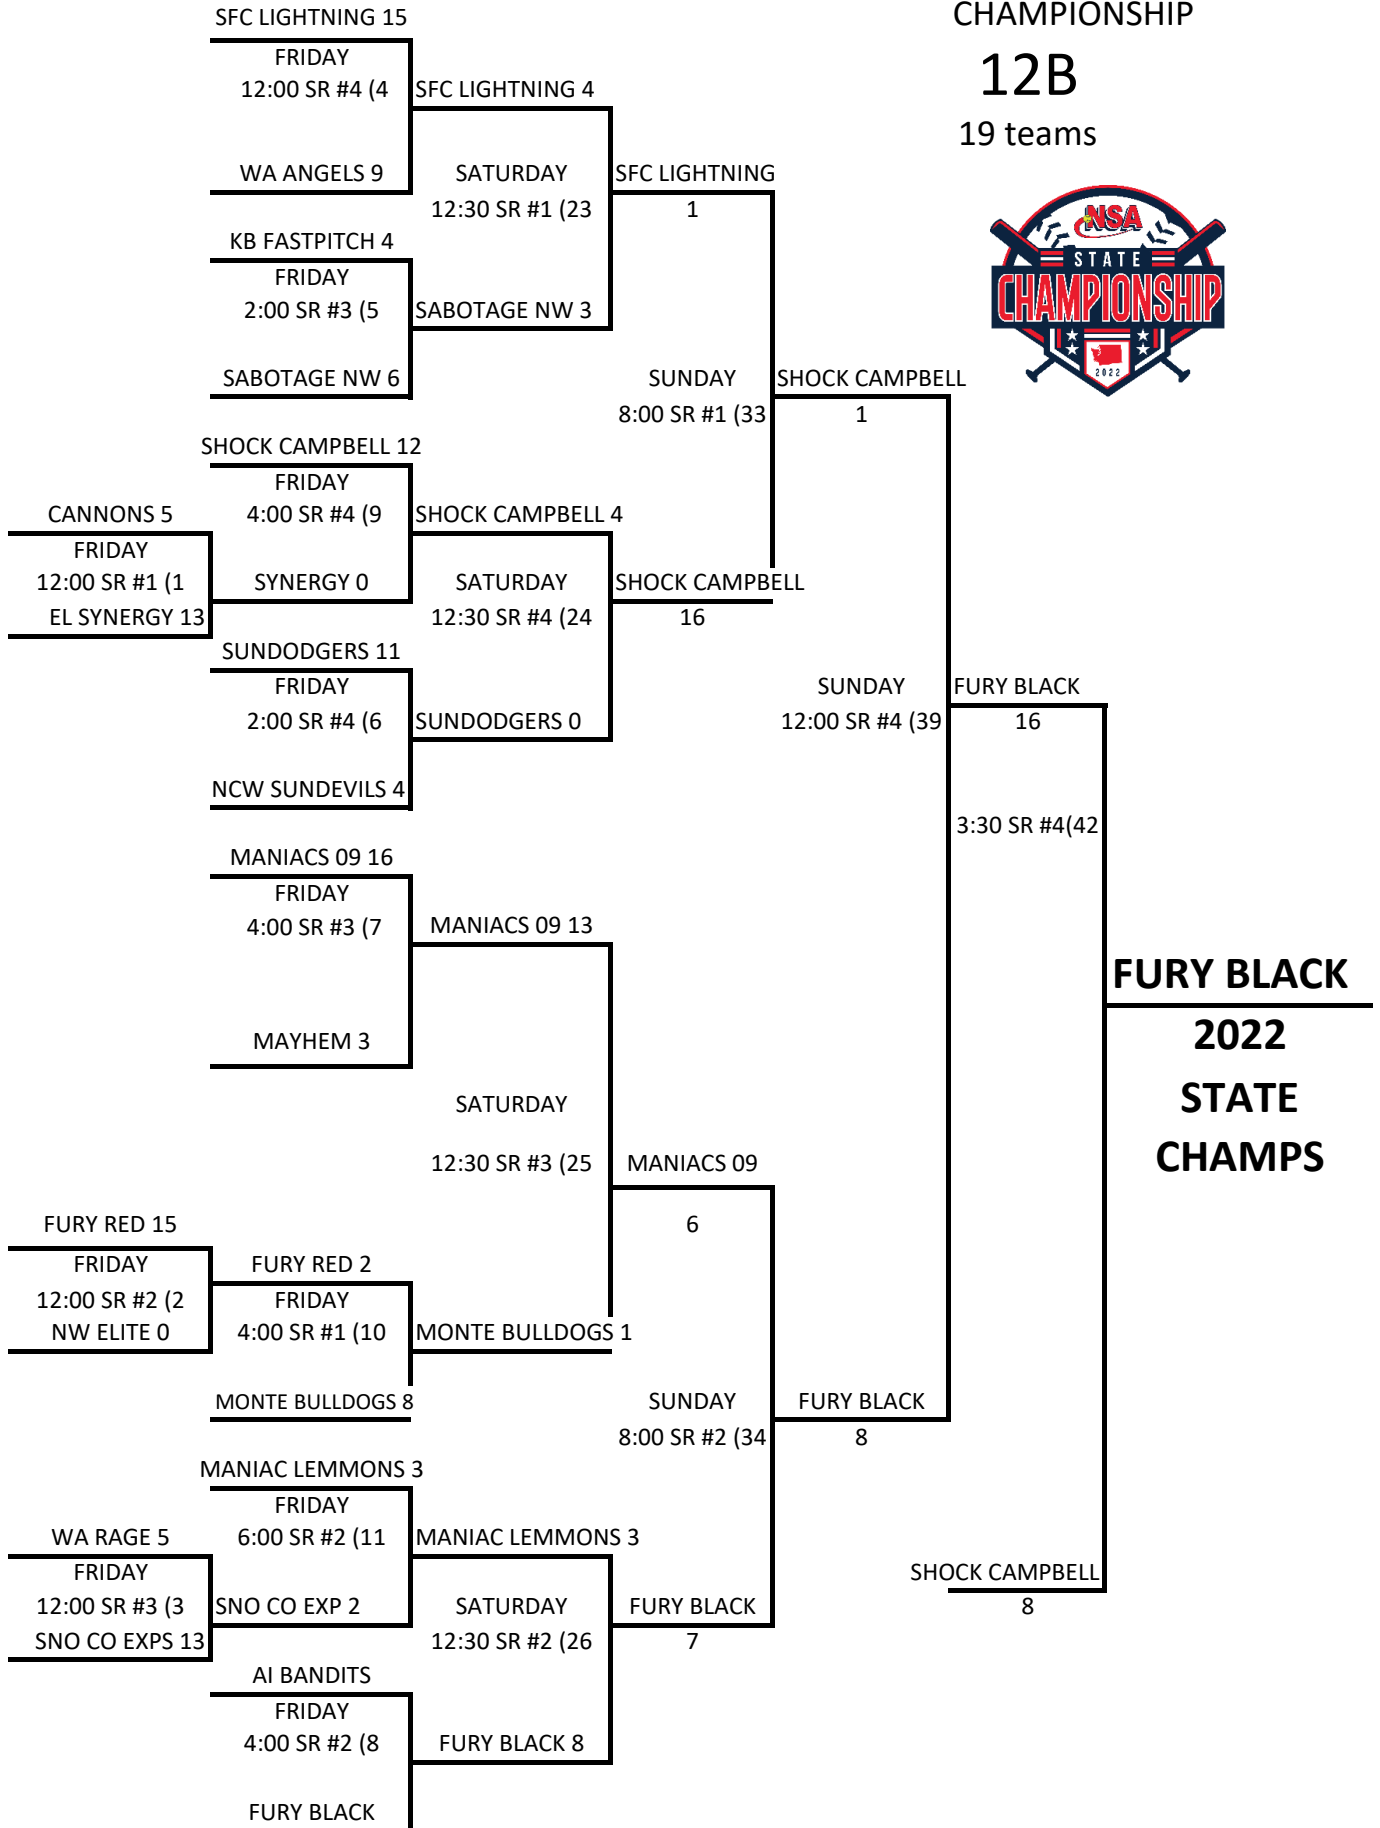 SFC LIGHTNING 15
CHAMPIONSHIP
FRIDAY
12:00 SR #4 (4
SFC LIGHTNING 4
12B
19 teams
WA ANGELS 9
SATURDAY
SFC LIGHTNING
12:30 SR #1 (23
1
NSA
STATE
CHAMPIONSHIP
2022
KB FASTPITCH 4
FRIDAY
2:00 SR #3 (5
SABOTAGE NW 3
SABOTAGE NW 6
SUNDAY
SHOCK CAMPBELL
8:00 SR #1 (33
1
SHOCK CAMPBELL 12
FRIDAY
CANNONS 5
4:00 SR #4 (9
SHOCK CAMPBELL 4
FRIDAY
12:00 SR #1 (1
SYNERGY 0
SATURDAY
SHOCK CAMPBELL
EL SYNERGY 13
12:30 SR #4 (24
16
SUNDODGERS 11
FRIDAY
SUNDAY
FURY BLACK
2:00 SR #4 (6
SUNDODGERS 0
12:00 SR #4 (39
16
NCW SUNDEVILS 4
3:30 SR #4(42
MANIACS 09 16
FRIDAY
4:00 SR #3 (7
MANIACS 09 13
FURY BLACK
2022
STATE
CHAMPS
MAYHEM 3
SATURDAY
12:30 SR #3 (25
MANIACS 09
6
FURY RED 15
FRIDAY
FURY RED 2
12:00 SR #2 (2
FRIDAY
NW ELITE 0
4:00 SR #1 (10
MONTE BULLDOGS 1
MONTE BULLDOGS 8
SUNDAY
FURY BLACK
8:00 SR #2 (34
8
MANIAC LEMMONS 3
FRIDAY
WA RAGE 5
6:00 SR #2 (11
MANIAC LEMMONS 3
FRIDAY
SHOCK CAMPBELL
12:00 SR #3 (3
SNO CO EXP 2
SATURDAY
FURY BLACK
8
SNO CO EXPS 13
12:30 SR #2 (26
7
AI BANDITS
FRIDAY
4:00 SR #2 (8
FURY BLACK 8
FURY BLACK